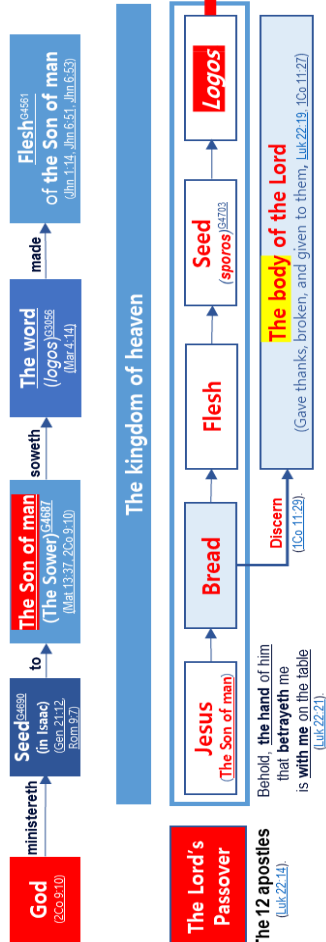 God
(2Co 9:10)
ministereth
Seed G4690
(in Isaac)
(Gen 21:12,
Rom 9:7)
to
The Son of man
(The Sower) G4687
(Mat 13:37, 2Co 9:10)
soweth
The word
(logos) G3056
(Mar 4:14)
made
Flesh G4561
of the Son of man
(Jhn 1:14, Jhn 6:51, Jhn 6:53)
The kingdom of heaven
The Lord's
Passover
Jesus
(The Son of man)
Bread
Flesh
Seed
(sporos) G4703
Logos
'he 12 apostles
(Luk 22:14).
Behold, the hand of him
that betrayeth me
is with me on the table
(Luk 22:21).
Discern
(1Co 11:29).
The body of the Lord
(Gave thanks, broken, and given to them, Luk 22:19, 1Co 11:27)